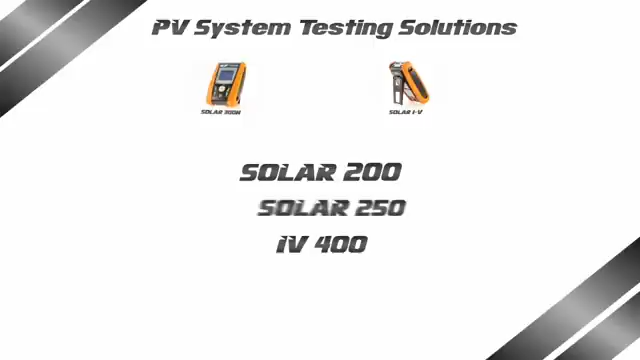 PV System Testing Solutions
SOLAR 300N
SOLAR I-V
SOLAR 200
SOLAR 250
IV 400